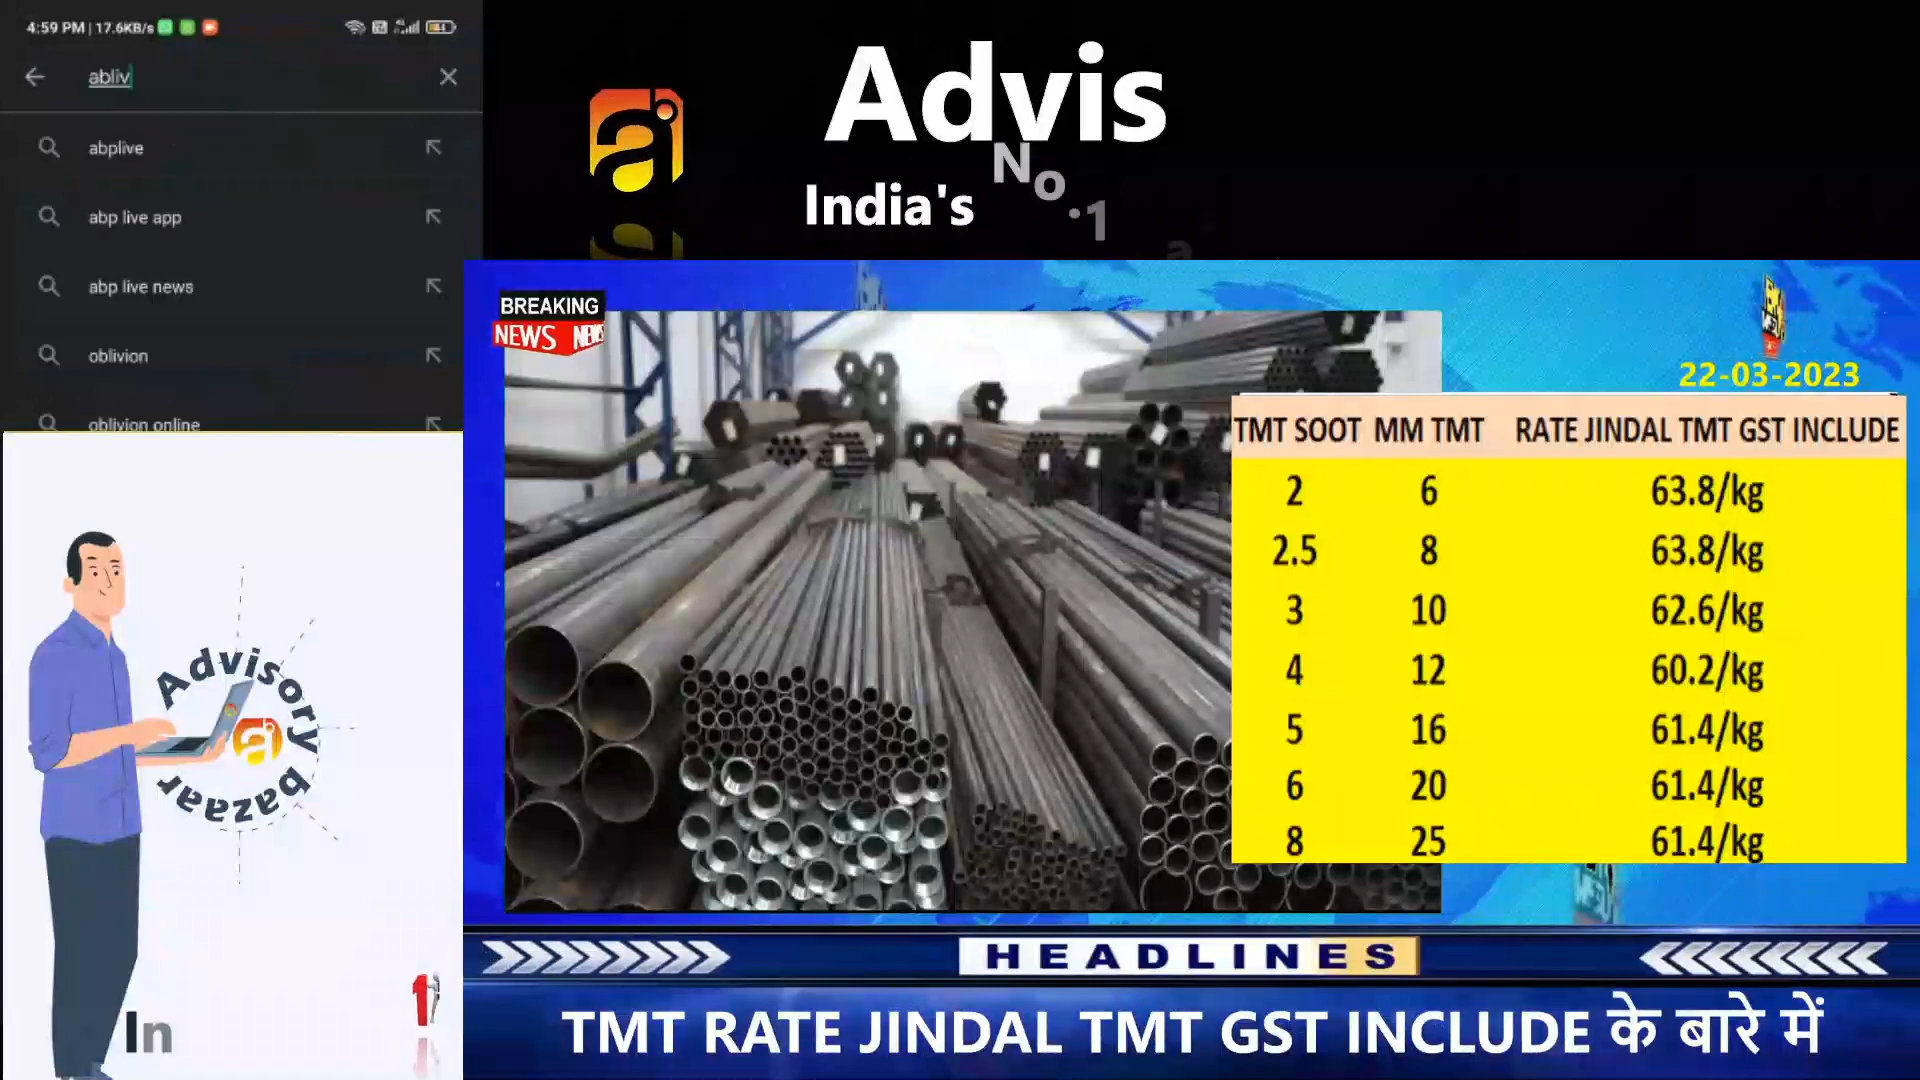 4:59 PM | 17.6KB/s
abliv
abplive
abp live app
abp live news
oblivion
oblivion online
Advis
India's No.1
a
BREAKING
NEWS NEWS
22-03-2023
TMT SOOT MM TMT RATE JINDAL TMT GST INCLUDE
2 6 63.8/kg
2.5 8 63.8/kg
3 10 62.6/kg
4 12 60.2/kg
5 16 61.4/kg
6 20 61.4/kg
8 25 61.4/kg
Advisory bazaar
In
HEADLINES
TMT RATE JINDAL TMT GST INCLUDE के बारे में